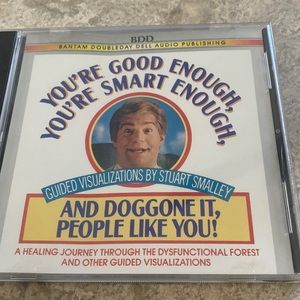 BDD
BANTAM DOUBLEDAY DELL AUDIO PUBLISHING
YOU'RE GOOD ENOUGH,
YOU'RE SMART ENOUGH,
GUIDED VISUALIZATIONS BY STUART SMALLEY
AND DOGGONE IT,
PEOPLE LIKE YOU!
A HEALING JOURNEY THROUGH THE DYSFUNCTIONAL FOREST
AND OTHER GUIDED VISUALIZATIONS